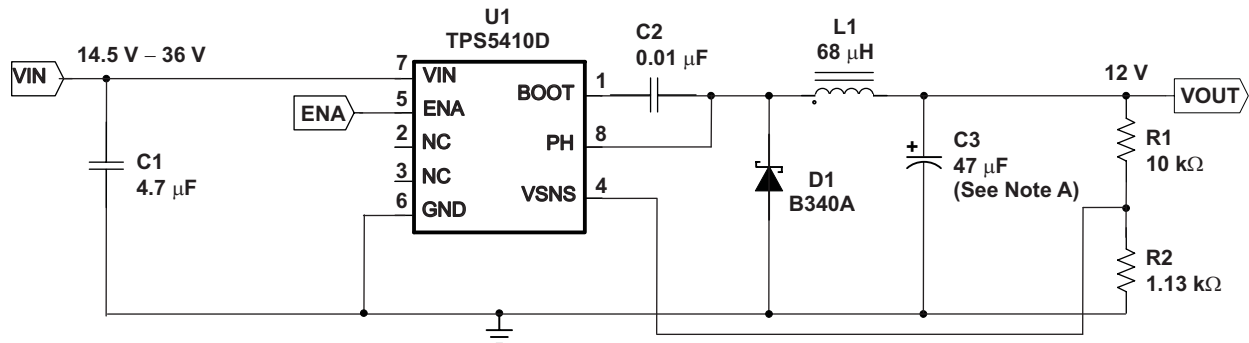 U1
TPS5410D
C2
0.01 μF
L1
68 μH
14.5 V – 36 V
12 V
VIN
VOUT
7
VIN
1
BOOT
5
ENA
ENA
2
NC
8
PH
3
NC
4
VSNS
6
GND
C1
4.7 μF
D1
B340A
+
C3
47 μF
(See Note A)
R1
10 kΩ
R2
1.13 kΩ